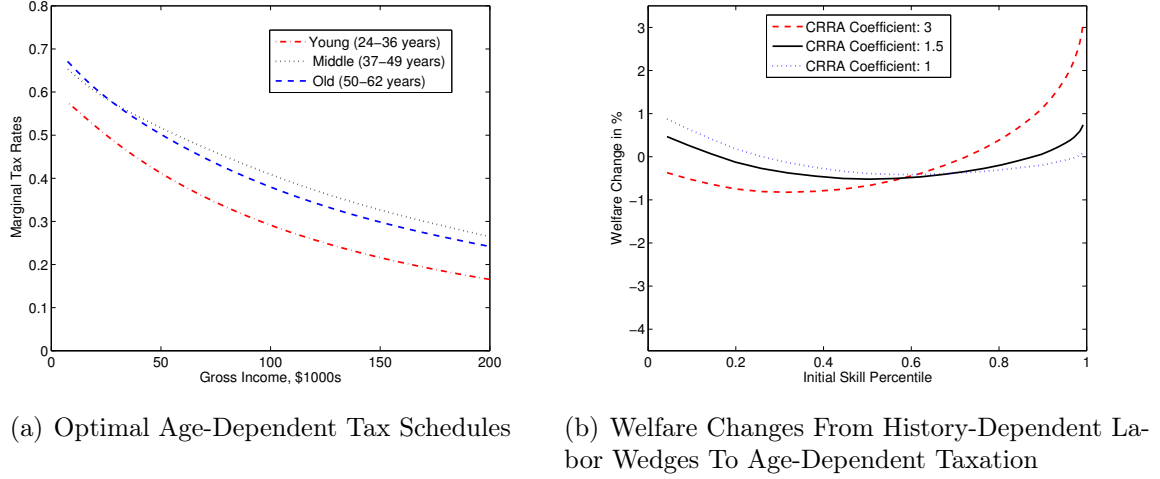 0.8
0.7
0.6
0.5
0.4
0.3
0.2
0.1
0
Marginal Tax Rates
Young (24−36 years)
Middle (37−49 years)
Old (50−62 years)
0 50 100 150 200
Gross Income, $1000s
(a) Optimal Age-Dependent Tax Schedules
3%
2
1
0
−1
−2
−3
−4
Welfare Change in %
CRRA Coefficient: 3
CRRA Coefficient: 1.5
CRRA Coefficient: 1
0 0.2 0.4 0.6 0.8 1
Initial Skill Percentile
(b) Welfare Changes From History-Dependent La-
bor Wedges To Age-Dependent Taxation